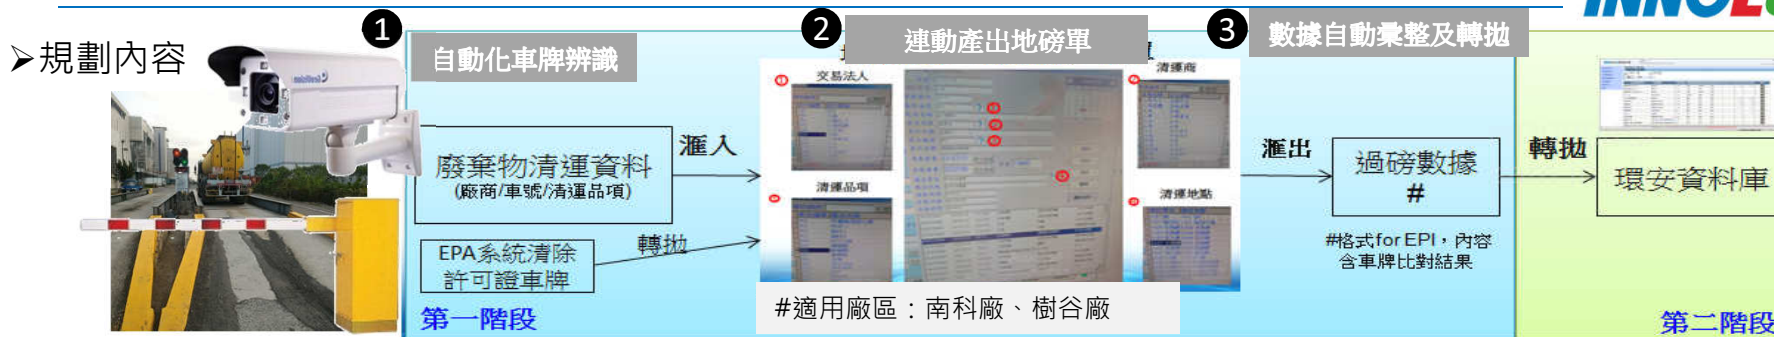 ➤規劃內容
❶
自動化車牌辨識
❷
連動產出地磅單
❸
數據自動彙整及轉拋
廢棄物清運資料
(廠商/車號/清運品項)
匯入
EPA系統清除
許可證車牌
轉拋
第一階段
交易法人
清運商
清運品項
清運地點
#適用廠區：南科廠、樹谷廠
匯出
過磅數據
#
#格式for EPI，內容
含車牌比對結果
轉拋
環安資料庫
第二階段